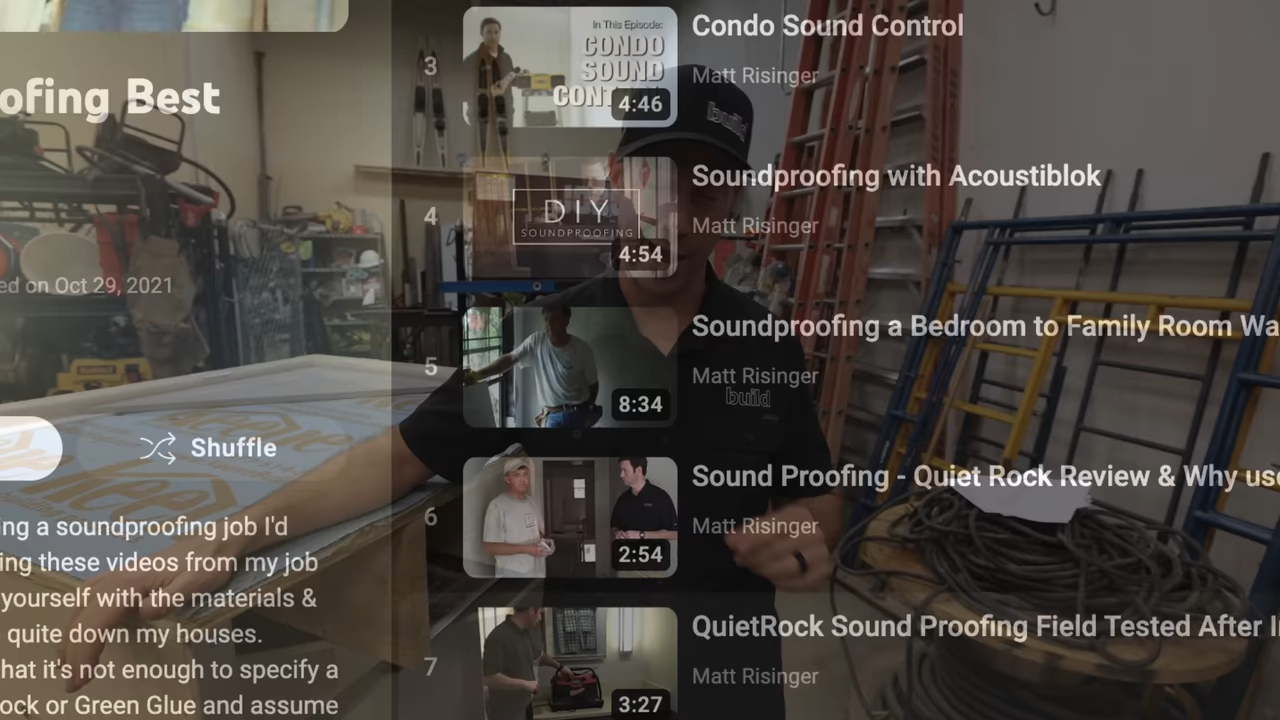 ofing Best
ed on Oct 29, 2021
Shuffle
ing a soundproofing job I'd
ing these videos from my job
yourself with the materials &
quite down my houses.
hat it's not enough to specify a
ock or Green Glue and assume
3
In This Episode:
CONDO
SOUND
CONT
4:46
Condo Sound Control
Matt Risinger
4
DIY
SOUNDPROOFING
4:54
Soundproofing with Acoustiblok
Matt Risinger
5
8:34
Soundproofing a Bedroom to Family Room Wa
Matt Risinger
6
2:54
Sound Proofing - Quiet Rock Review & Why use
Matt Risinger
7
3:27
QuietRock Sound Proofing Field Tested After I
Matt Risinger
build
build